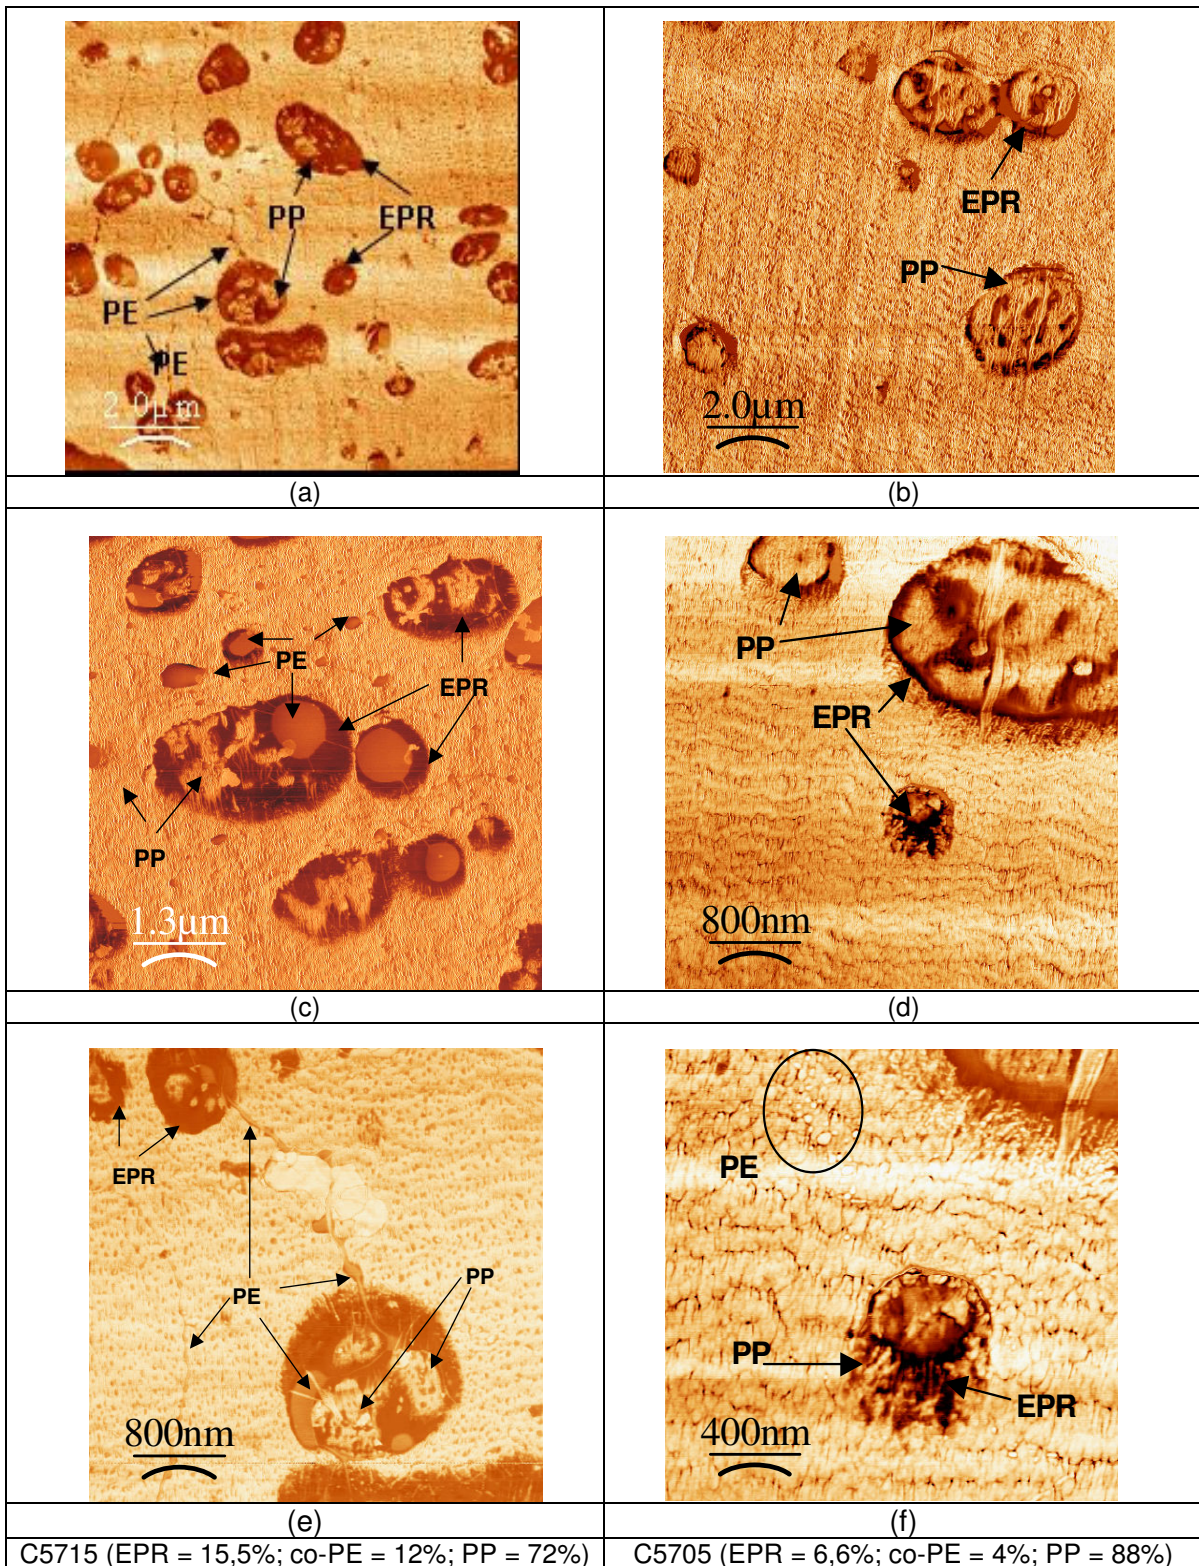 PP EPR
PE
PE
2.0µm
(a)
EPR
PP
2.0µm
(b)
PE
EPR
PP
1.3µm
(c)
PP
EPR
800nm
(d)
EPR
PE
PP
800nm
(e)
PE
PP
EPR
400nm
(f)
C5715 (EPR = 15,5%; co-PE = 12%; PP = 72%)
C5705 (EPR = 6,6%; co-PE = 4%; PP = 88%)